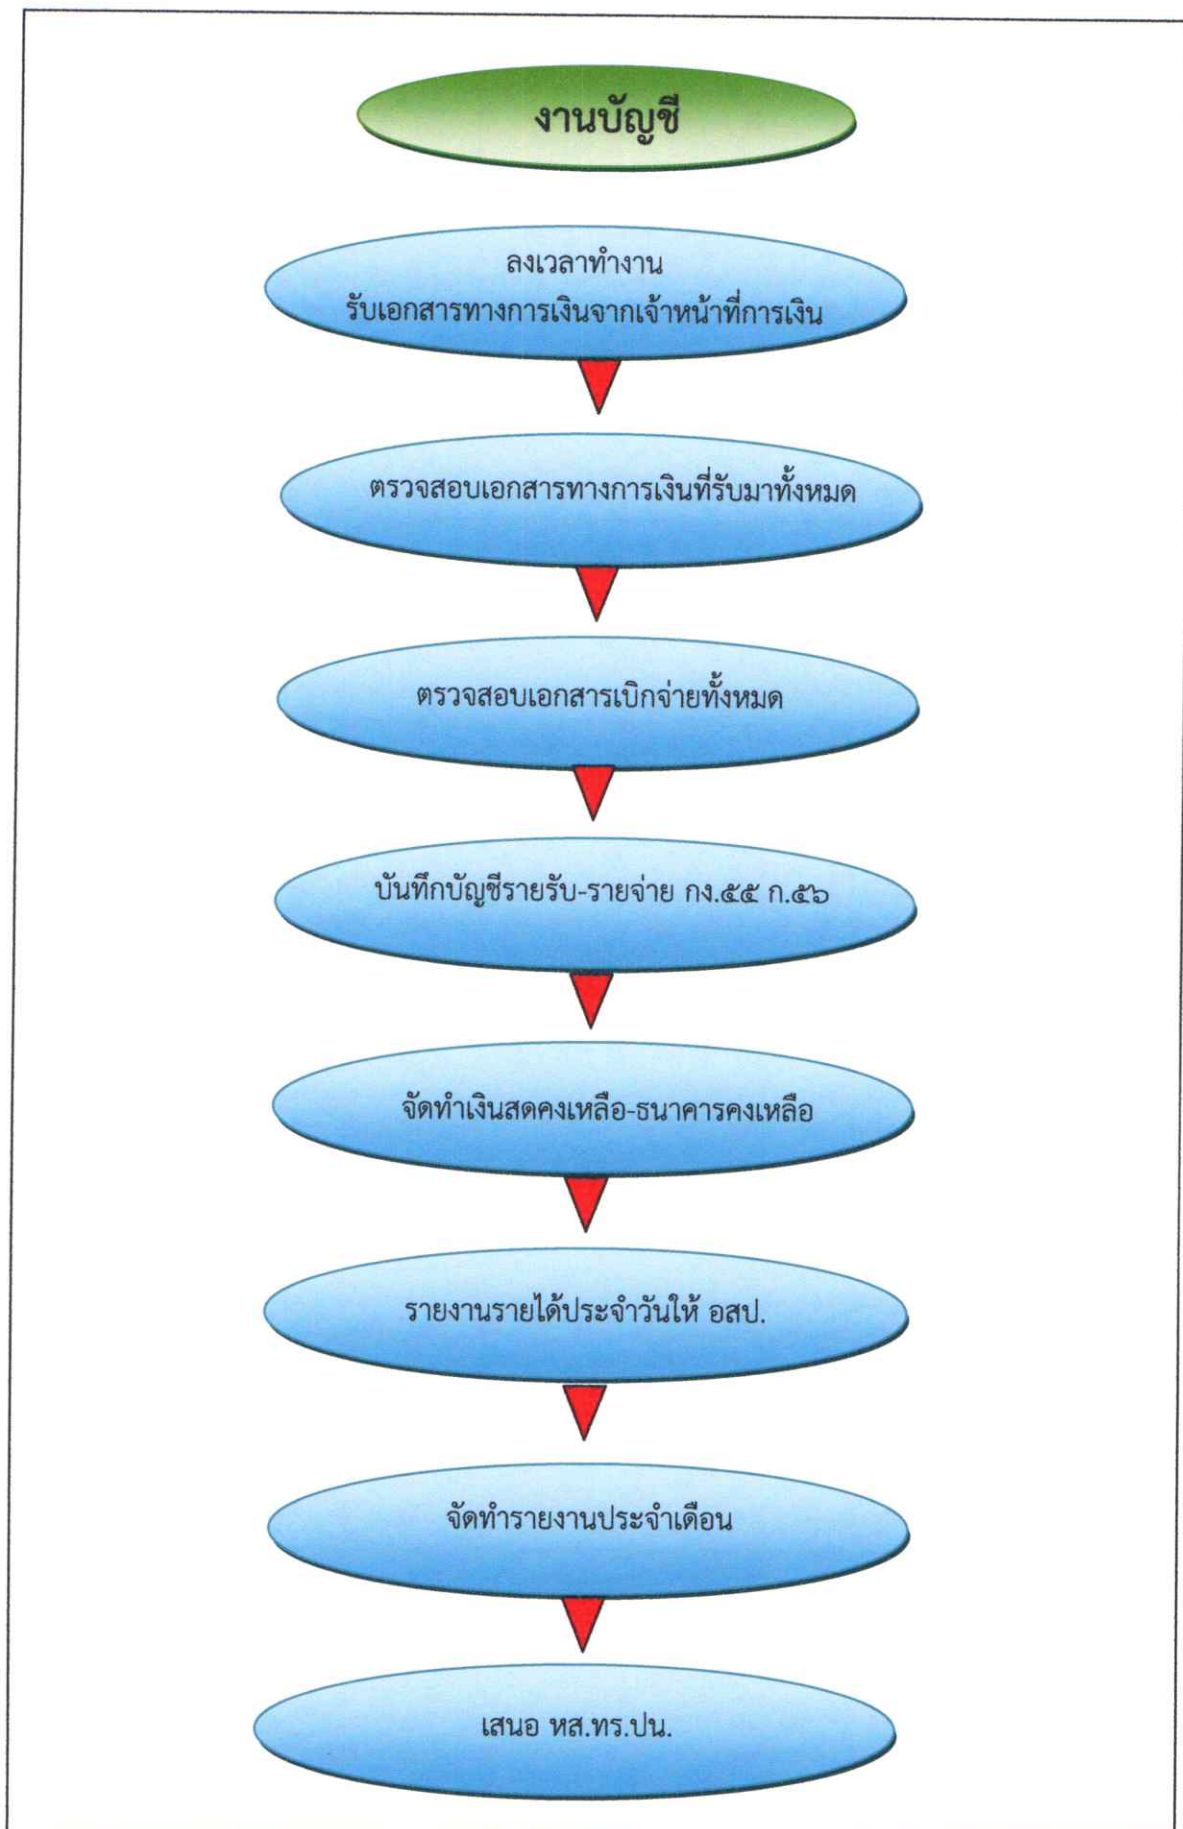 งานบัญชี
ลงเวลาทำงาน
รับเอกสารทางการเงินจากเจ้าหน้าที่การเงิน
ตรวจสอบเอกสารทางการเงินที่รับมาทั้งหมด
ตรวจสอบเอกสารเบิกจ่ายทั้งหมด
บันทึกบัญชีรายรับ-รายจ่าย กง.๕๕ ก.๕๖
จัดทำเงินสดคงเหลือ-ธนาคารคงเหลือ
รายงานรายได้ประจำวันให้ อสป.
จัดทำรายงานประจำเดือน
เสนอ หส.ทร.ปน.